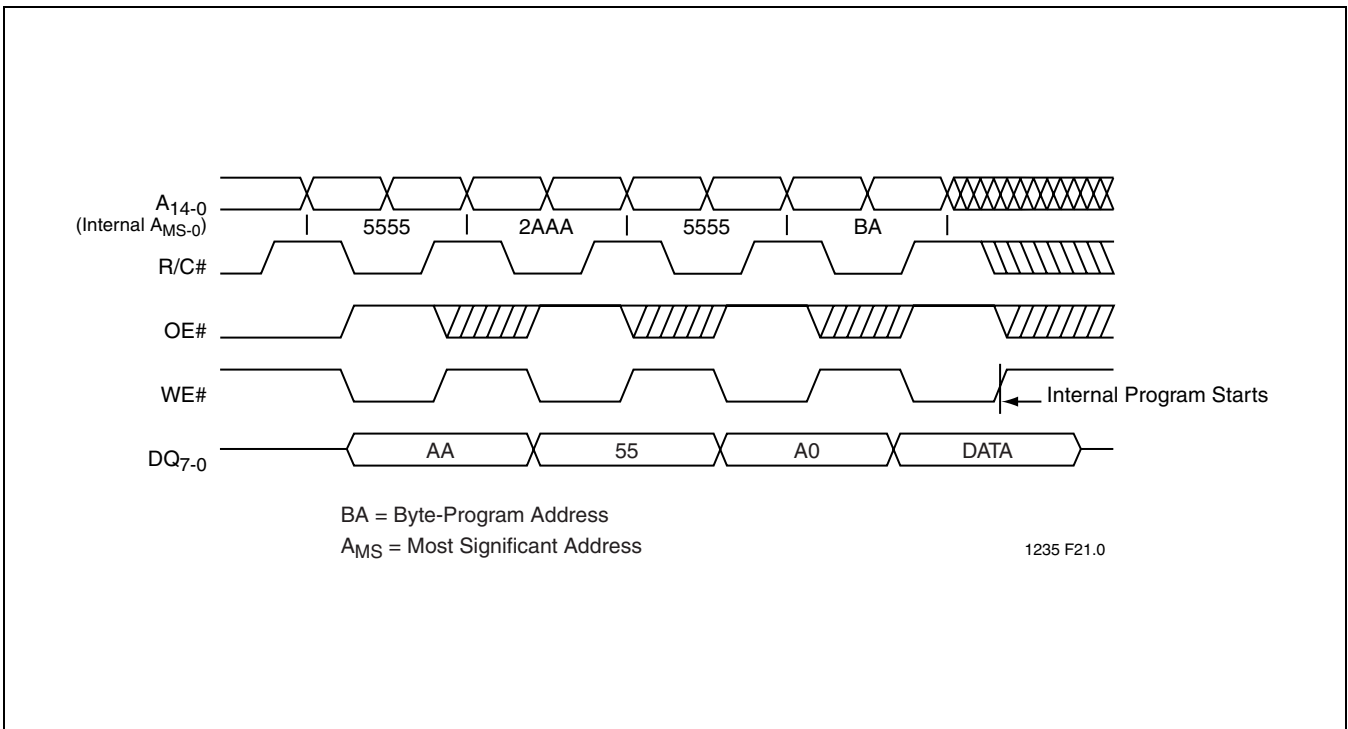 A14-0
(Internal AMS-0)
5555 2AAA 5555 BA
R/C#
OE#
WE#
Internal Program Starts
DQ7-0
AA 55 A0 DATA
BA = Byte-Program Address
AMS = Most Significant Address
1235 F21.0